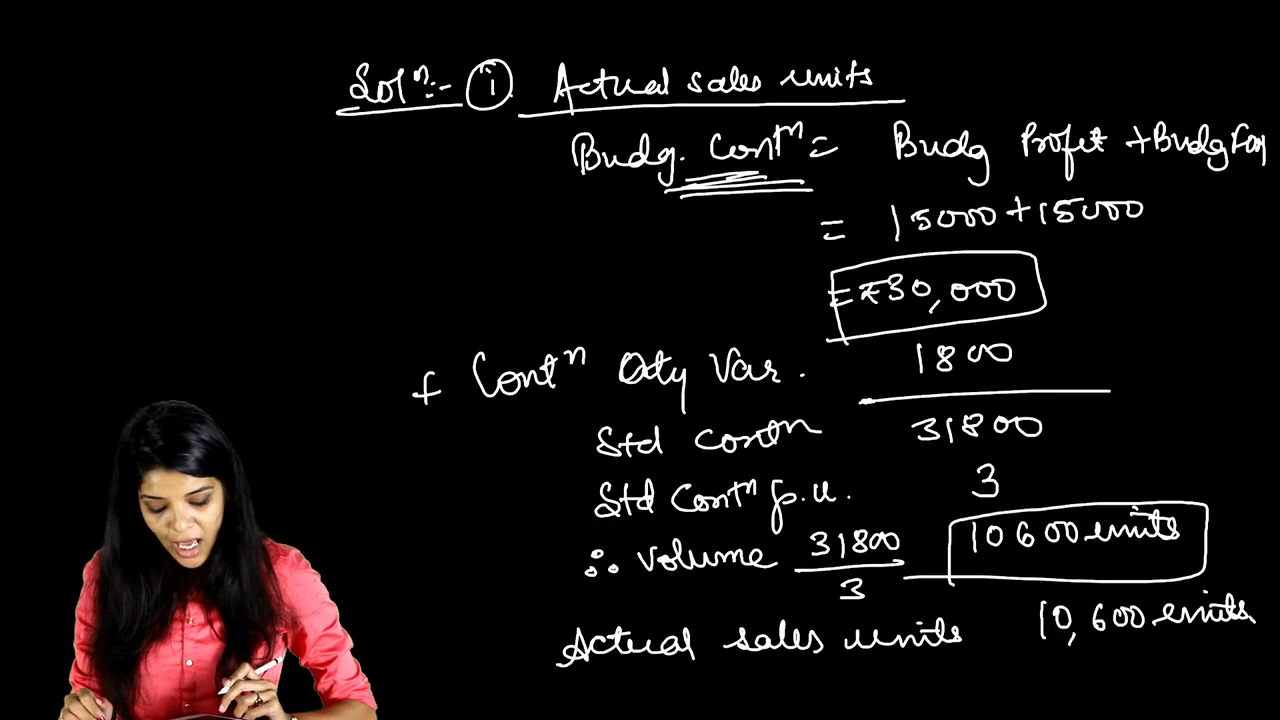 Solⁿ:- (i) Actual sales units
Budg. Contⁿ = Budg Profit + Budg
= 15000 + 15000
= ₹30,000
+ Contⁿ Qty Var. 1800
Std Contⁿ 31800
Std Contⁿ p.u. 3
∴ Volume 31800/3 10600 units
Actual sales units 10,600 units